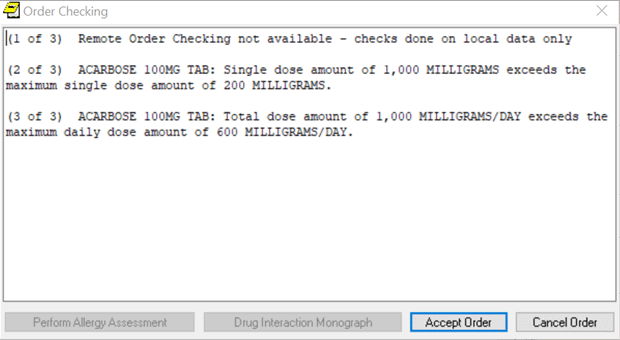 Order Checking
(1 of 3)  Remote Order Checking not available - checks done on local data only
(2 of 3)  ACARBOSE 100MG TAB: Single dose amount of 1,000 MILLIGRAMS exceeds the
maximum single dose amount of 200 MILLIGRAMS.
(3 of 3)  ACARBOSE 100MG TAB: Total dose amount of 1,000 MILLIGRAMS/DAY exceeds the
maximum daily dose amount of 600 MILLIGRAMS/DAY.
Perform Allergy Assessment
Drug Interaction Monograph
Accept Order
Cancel Order